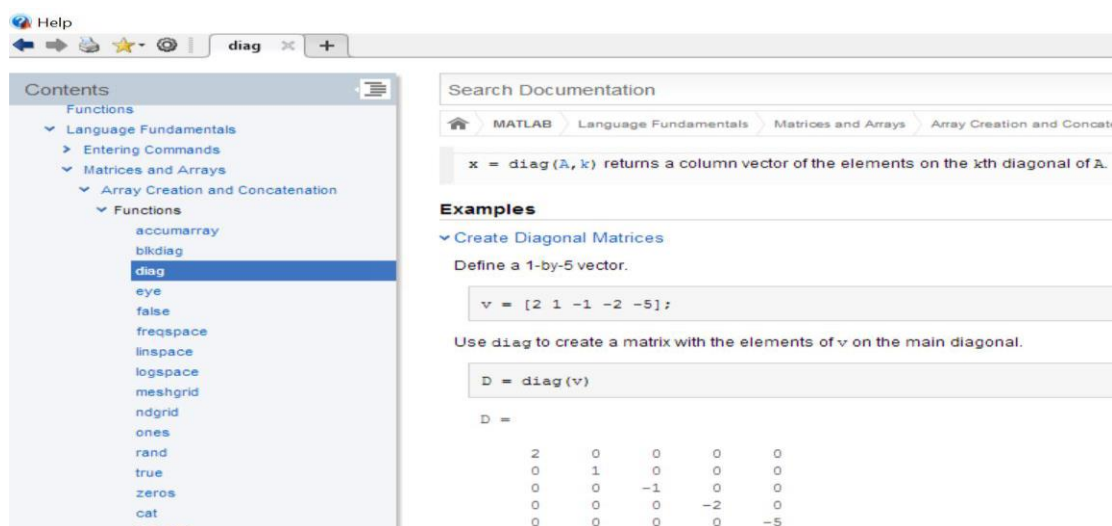 Help
diag
Contents
Functions
Language Fundamentals
Entering Commands
Matrices and Arrays
Array Creation and Concatenation
Functions
accumarray
blkdiag
diag
eye
false
freqspace
linspace
logspace
meshgrid
ndgrid
ones
rand
true
zeros
cat
Search Documentation
MATLAB Language Fundamentals Matrices and Arrays Array Creation and Concate
x = diag(A,k) returns a column vector of the elements on the kth diagonal of A.
Examples
Create Diagonal Matrices
Define a 1-by-5 vector.
v = [2 1 -1 -2 -5];
Use diag to create a matrix with the elements of v on the main diagonal.
D = diag(v)
D =
2 0 0 0 0
0 1 0 0 0
0 0 -1 0 0
0 0 0 -2 0
0 0 0 0 -5